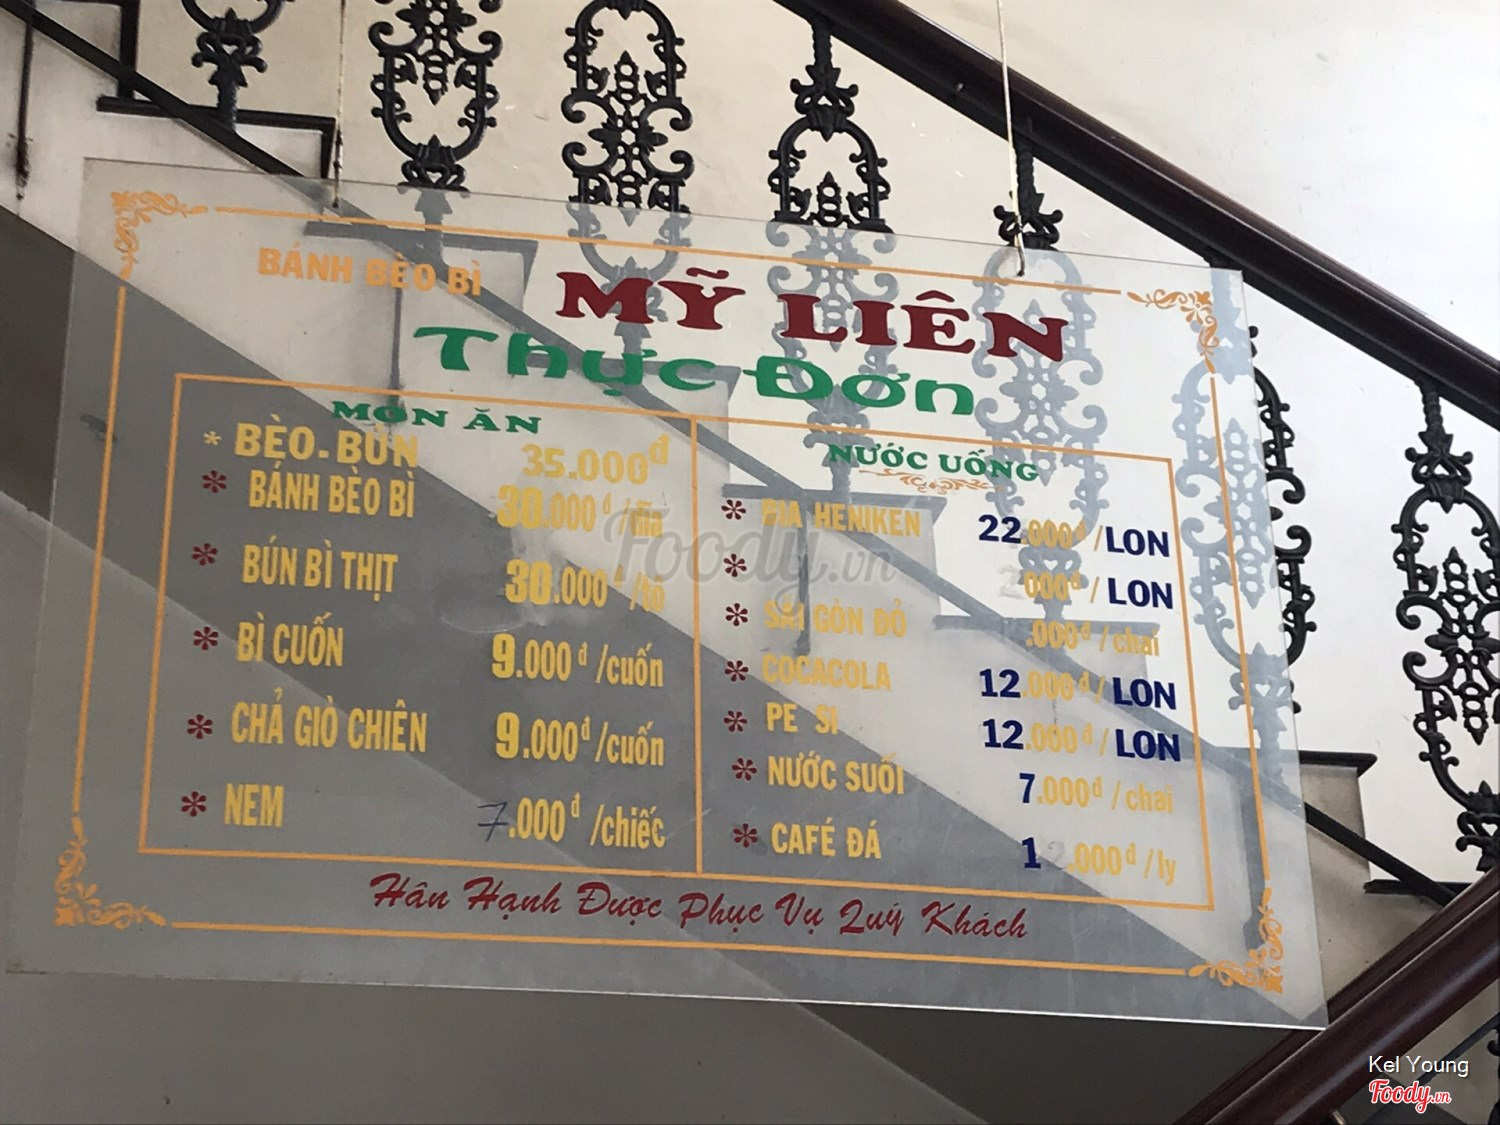 BÁNH BÈO BÌ
MỸ LIÊN
Thực Đơn
MÓN ĂN
* BÈO.BÚN 35.000đ
* BÁNH BÈO BÌ 30.000đ/dĩa
* BÚN BÌ THỊT 30.000đ/tô
* BÌ CUỐN 9.000đ/cuốn
* CHẢ GIÒ CHIÊN 9.000đ/cuốn
* NEM 7.000đ/chiếc
NƯỚC UỐNG
* BIA HENIKEN 22.000đ/LON
* 000đ/LON
* SÀI GÒN ĐỎ .000đ/chai
* COCACOLA 12.000đ/LON
* PE SI 12.000đ/LON
* NƯỚC SUỐI 7.000đ/chai
* CAFÉ ĐÁ 12.000đ/ly
Hân Hạnh Được Phục Vụ Quý Khách
Foody.vn
Kel Young
Foody.vn